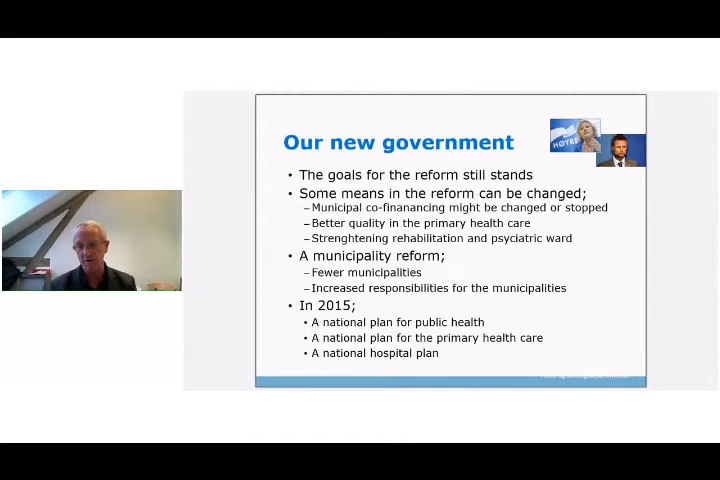 Our new government
HØYRE
• The goals for the reform still stands
• Some means in the reform can be changed;
– Municipal co-finanancing might be changed or stopped
– Better quality in the primary health care
– Strenghtening rehabilitation and psyciatric ward
• A municipality reform;
– Fewer municipalities
– Increased responsibilities for the municipalities
• In 2015;
• A national plan for public health
• A national plan for the primary health care
• A national hospital plan